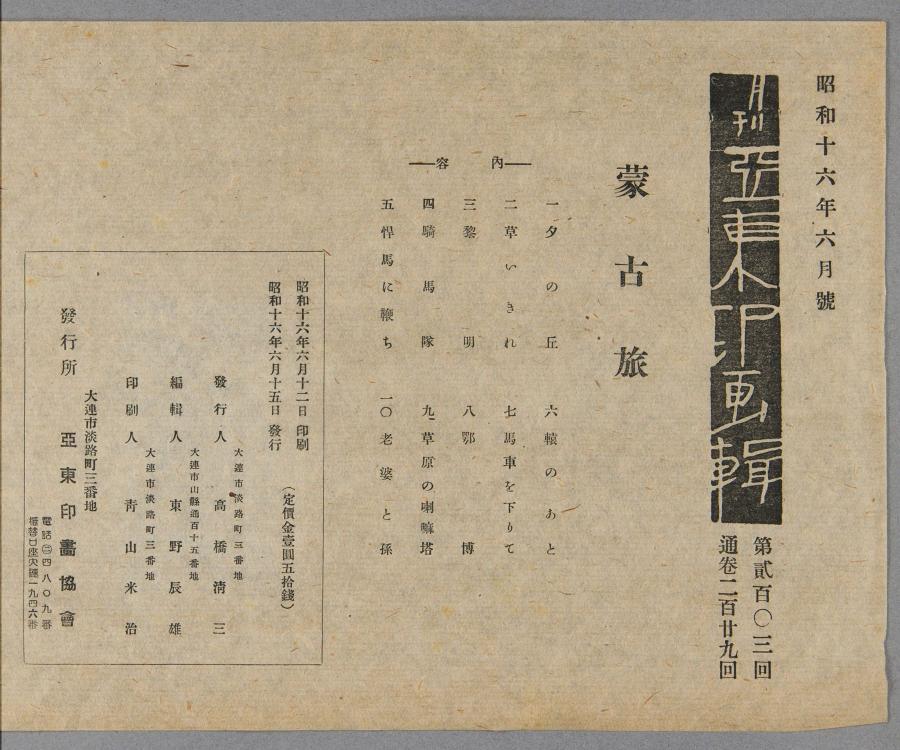 昭和十六年六月號
月刊 亞東印画輯
第貳百〇三回
通卷二百廿九回
蒙古旅
內容
一 夕の丘
二 草いきれ
三 黎明
四 騎馬隊
五 悍馬に鞭ち
六 轅のあと
七 馬車を下りて
八 鄂博
九 草原の喇嘛塔
一〇 老婆と孫
昭和十六年六月十二日 印刷
昭和十六年六月十五日 發行
(定價金壹圓五拾錢)
大連市淡路町三番地
發行人 高橋淸三
大連市山縣通百十五番地
編輯人 東野辰雄
大連市淡路町三番地
印刷人 靑山米治
大連市淡路町三番地
發行所 亞東印畫協會
電話㊁四八〇九番
振替口座大連一九四六番